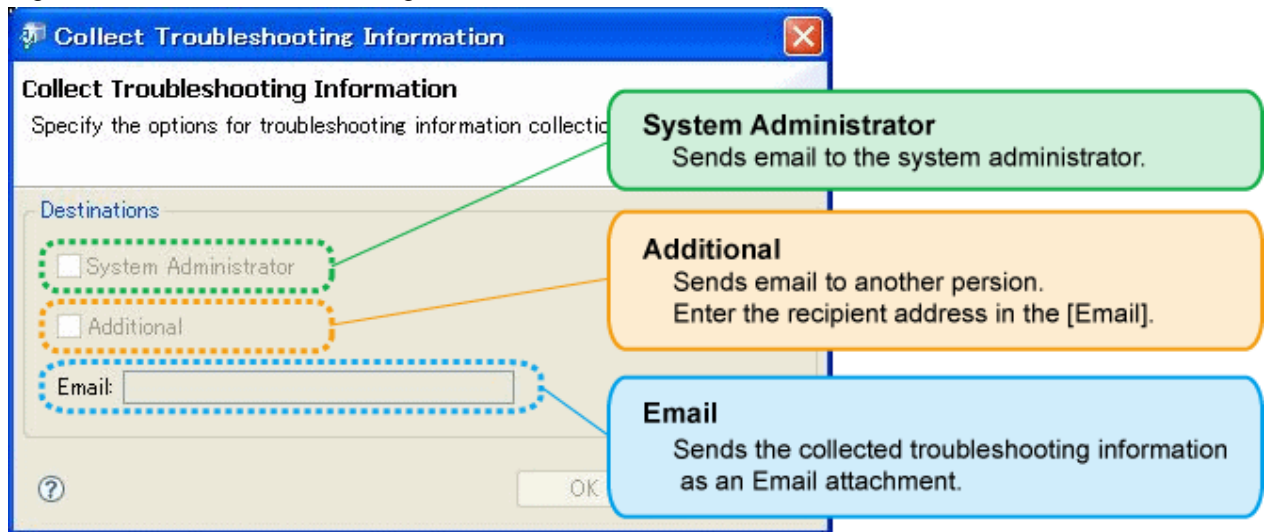 Collect Troubleshooting Information
Collect Troubleshooting Information
Specify the options for troubleshooting information
System Administrator
Sends email to the system administrator.
Destinations
System Administrator
Additional
Sends email to another persion.
Enter the recipient address in the [Email].
Additional
Email:
Email
Sends the collected troubleshooting information
as an Email attachment.
OK